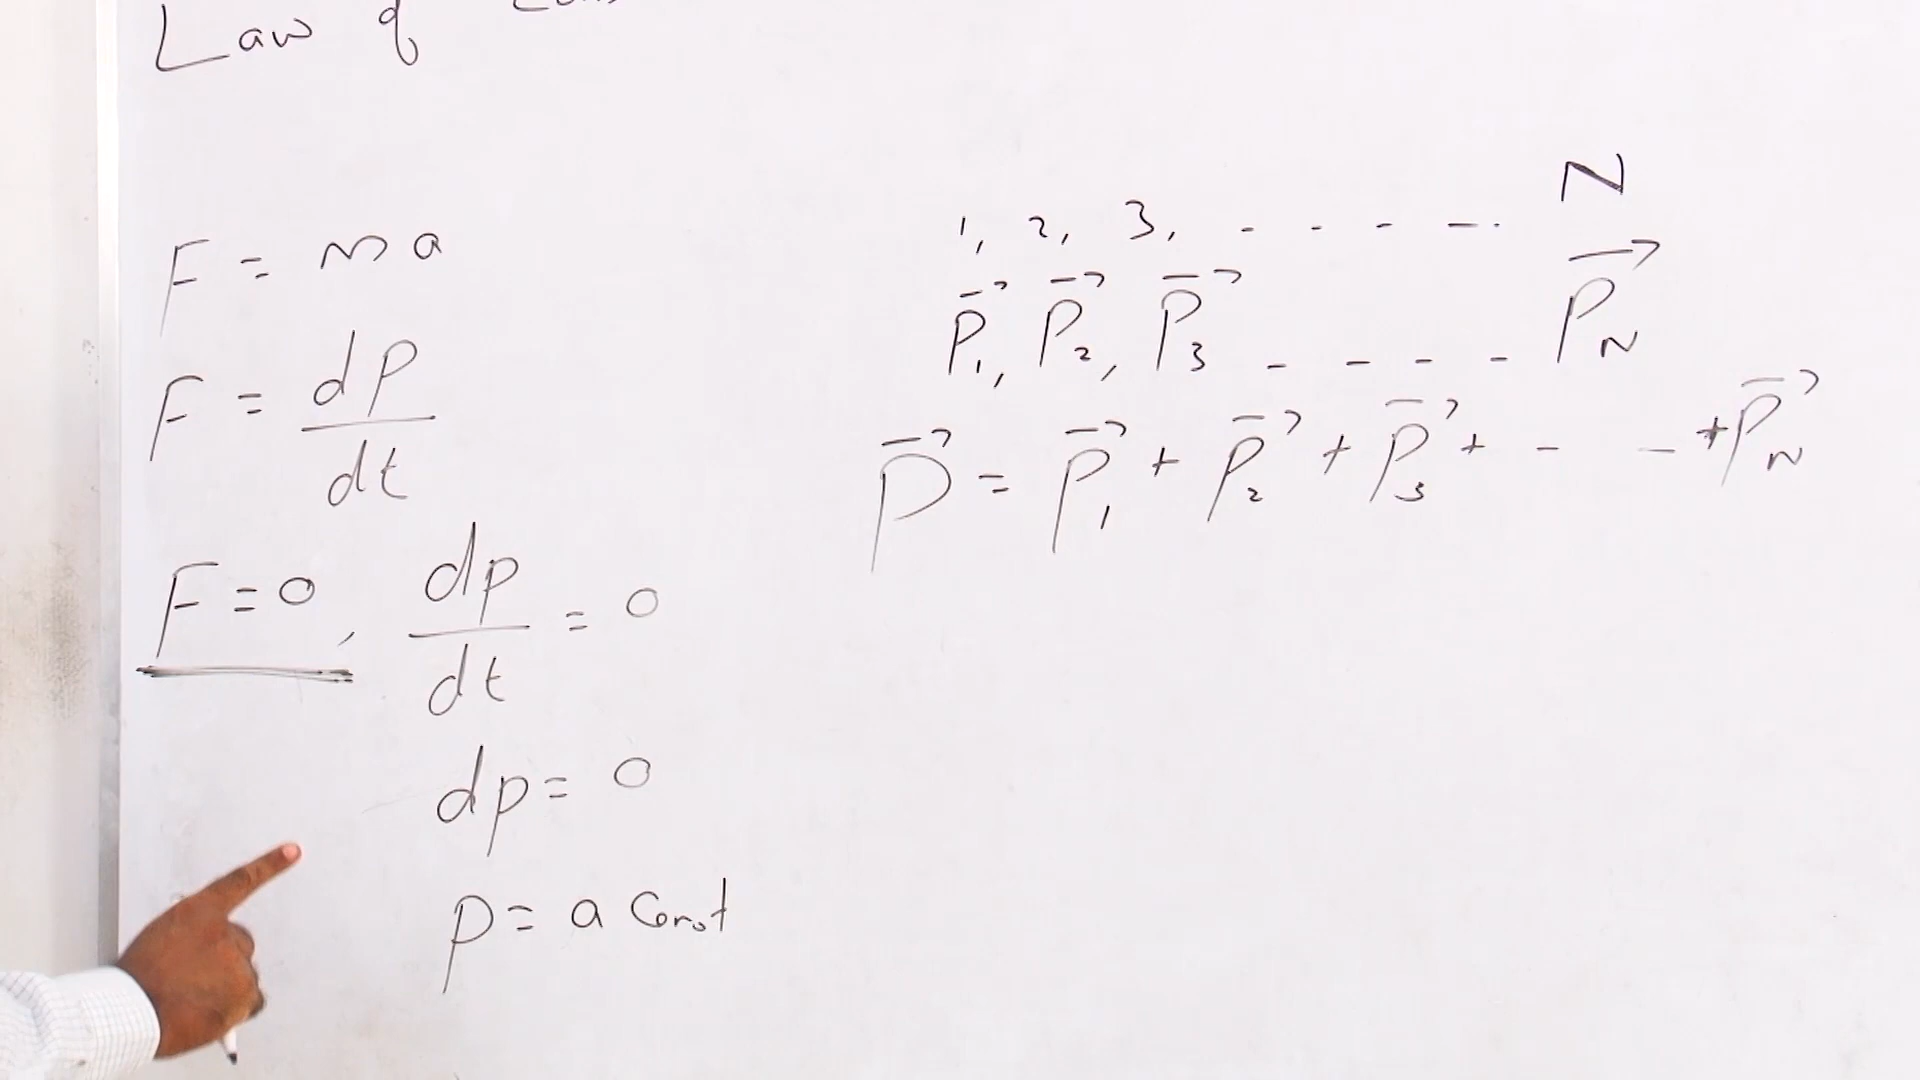 Law of
F = ma
F = dp/dt
F = 0, dp/dt = 0
dp = 0
p = a const
1, 2, 3, - - - - - N
P⃗₁, P⃗₂, P⃗₃ - - - - P⃗N
P⃗ = P⃗₁ + P⃗₂ + P⃗₃ + - - + P⃗N